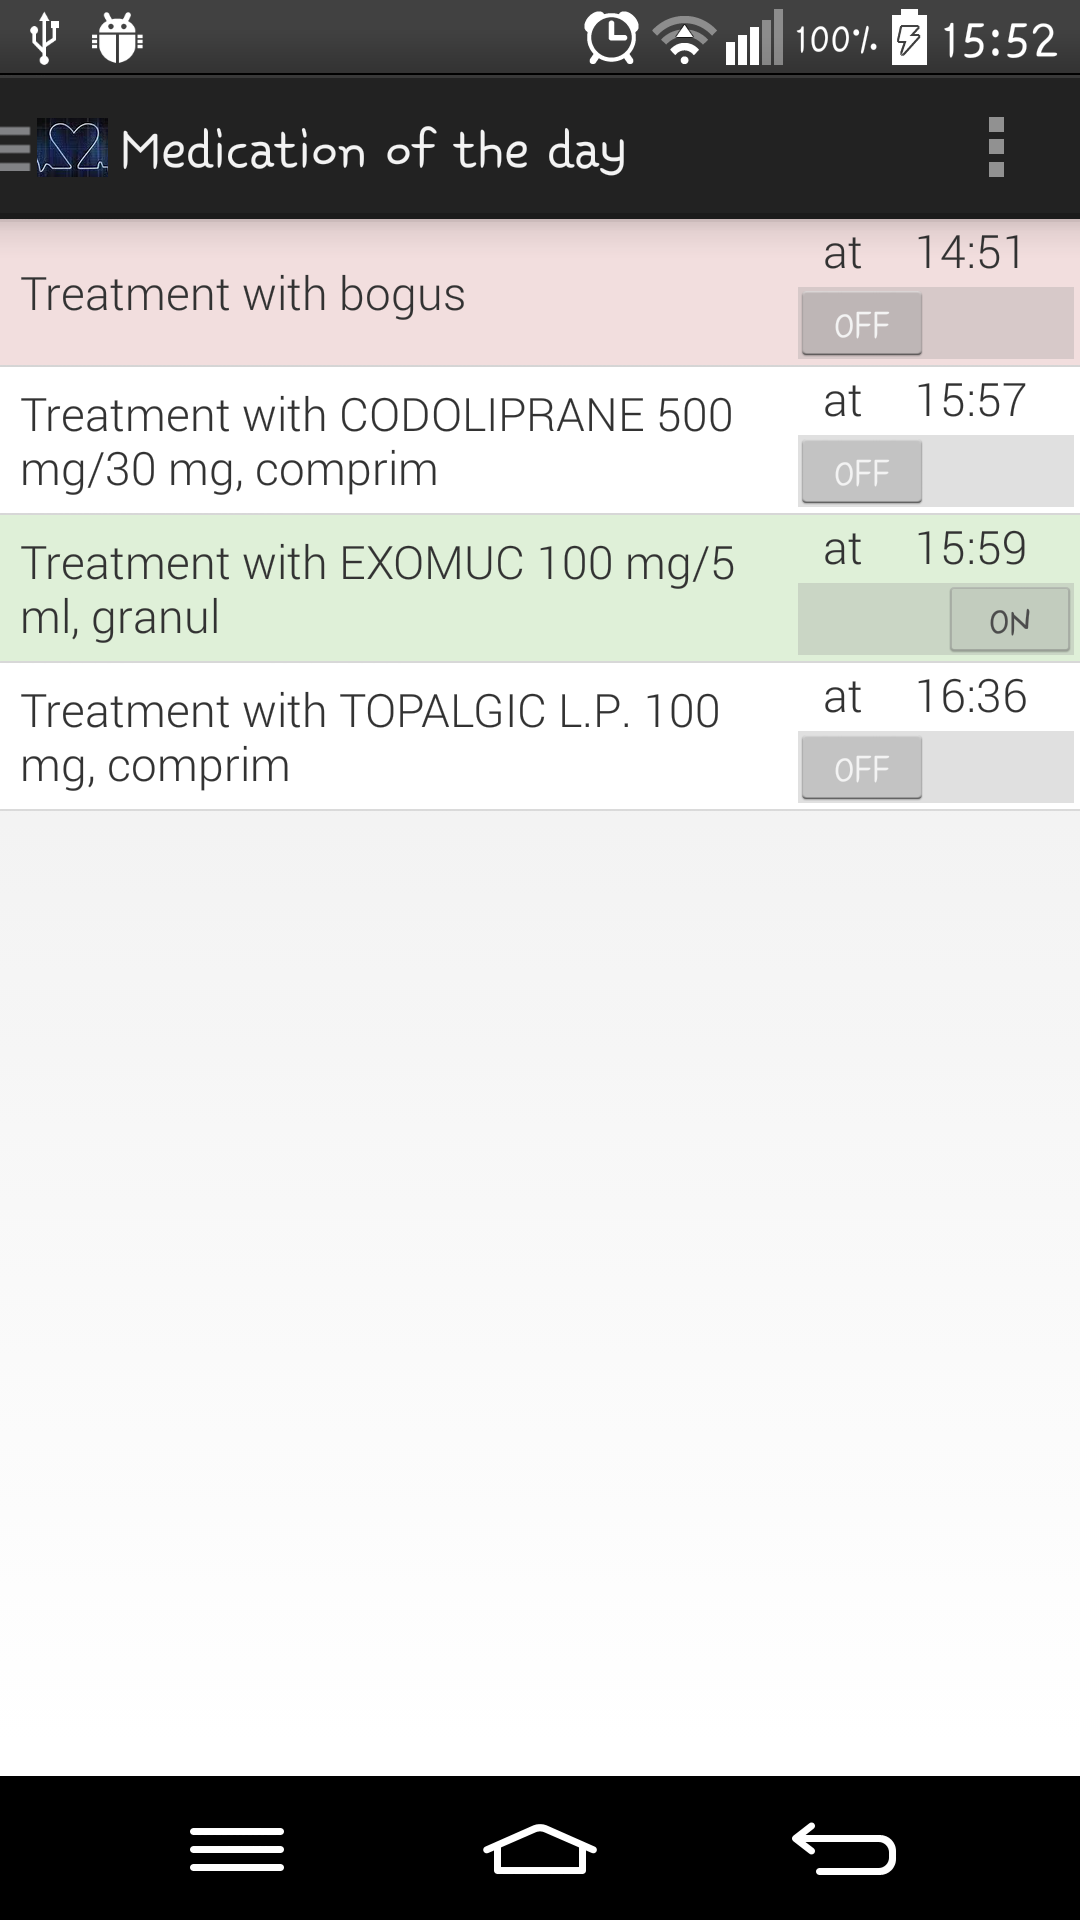 100% 15:52
Medication of the day
Treatment with bogus
at 14:51
OFF
Treatment with CODOLIPRANE 500
mg/30 mg, comprim
at 15:57
OFF
Treatment with EXOMUC 100 mg/5
ml, granul
at 15:59
ON
Treatment with TOPALGIC L.P. 100
mg, comprim
at 16:36
OFF